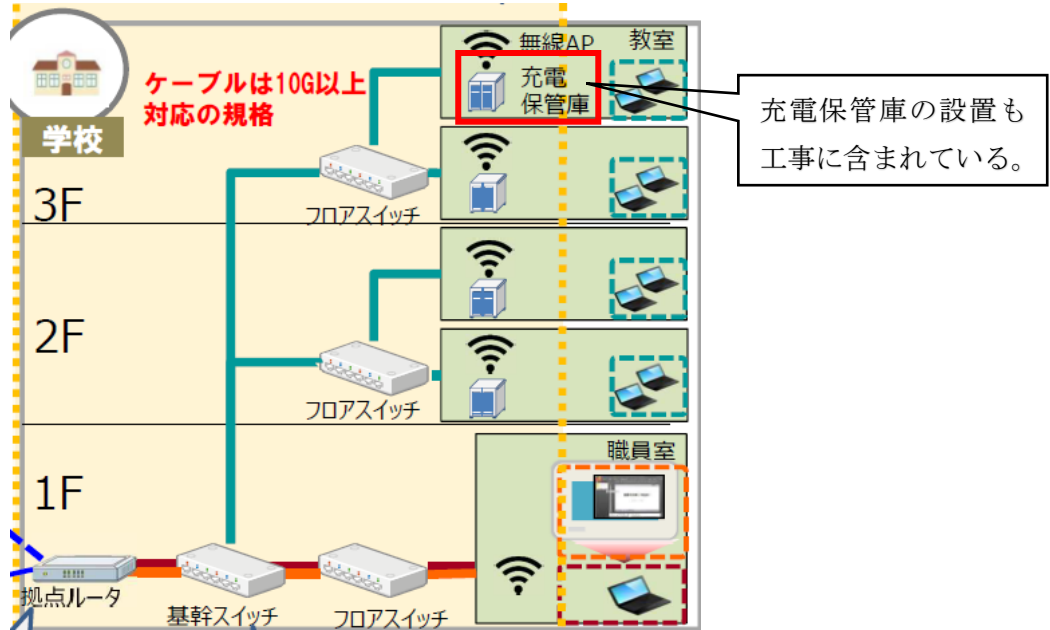 無線AP
教室
充電
保管庫
ケーブルは10G以上
対応の規格
充電保管庫の設置も
工事に含まれている。
学校
3F
フロアスイッチ
2F
フロアスイッチ
職員室
1F
拠点ルータ
基幹スイッチ
フロアスイッチ